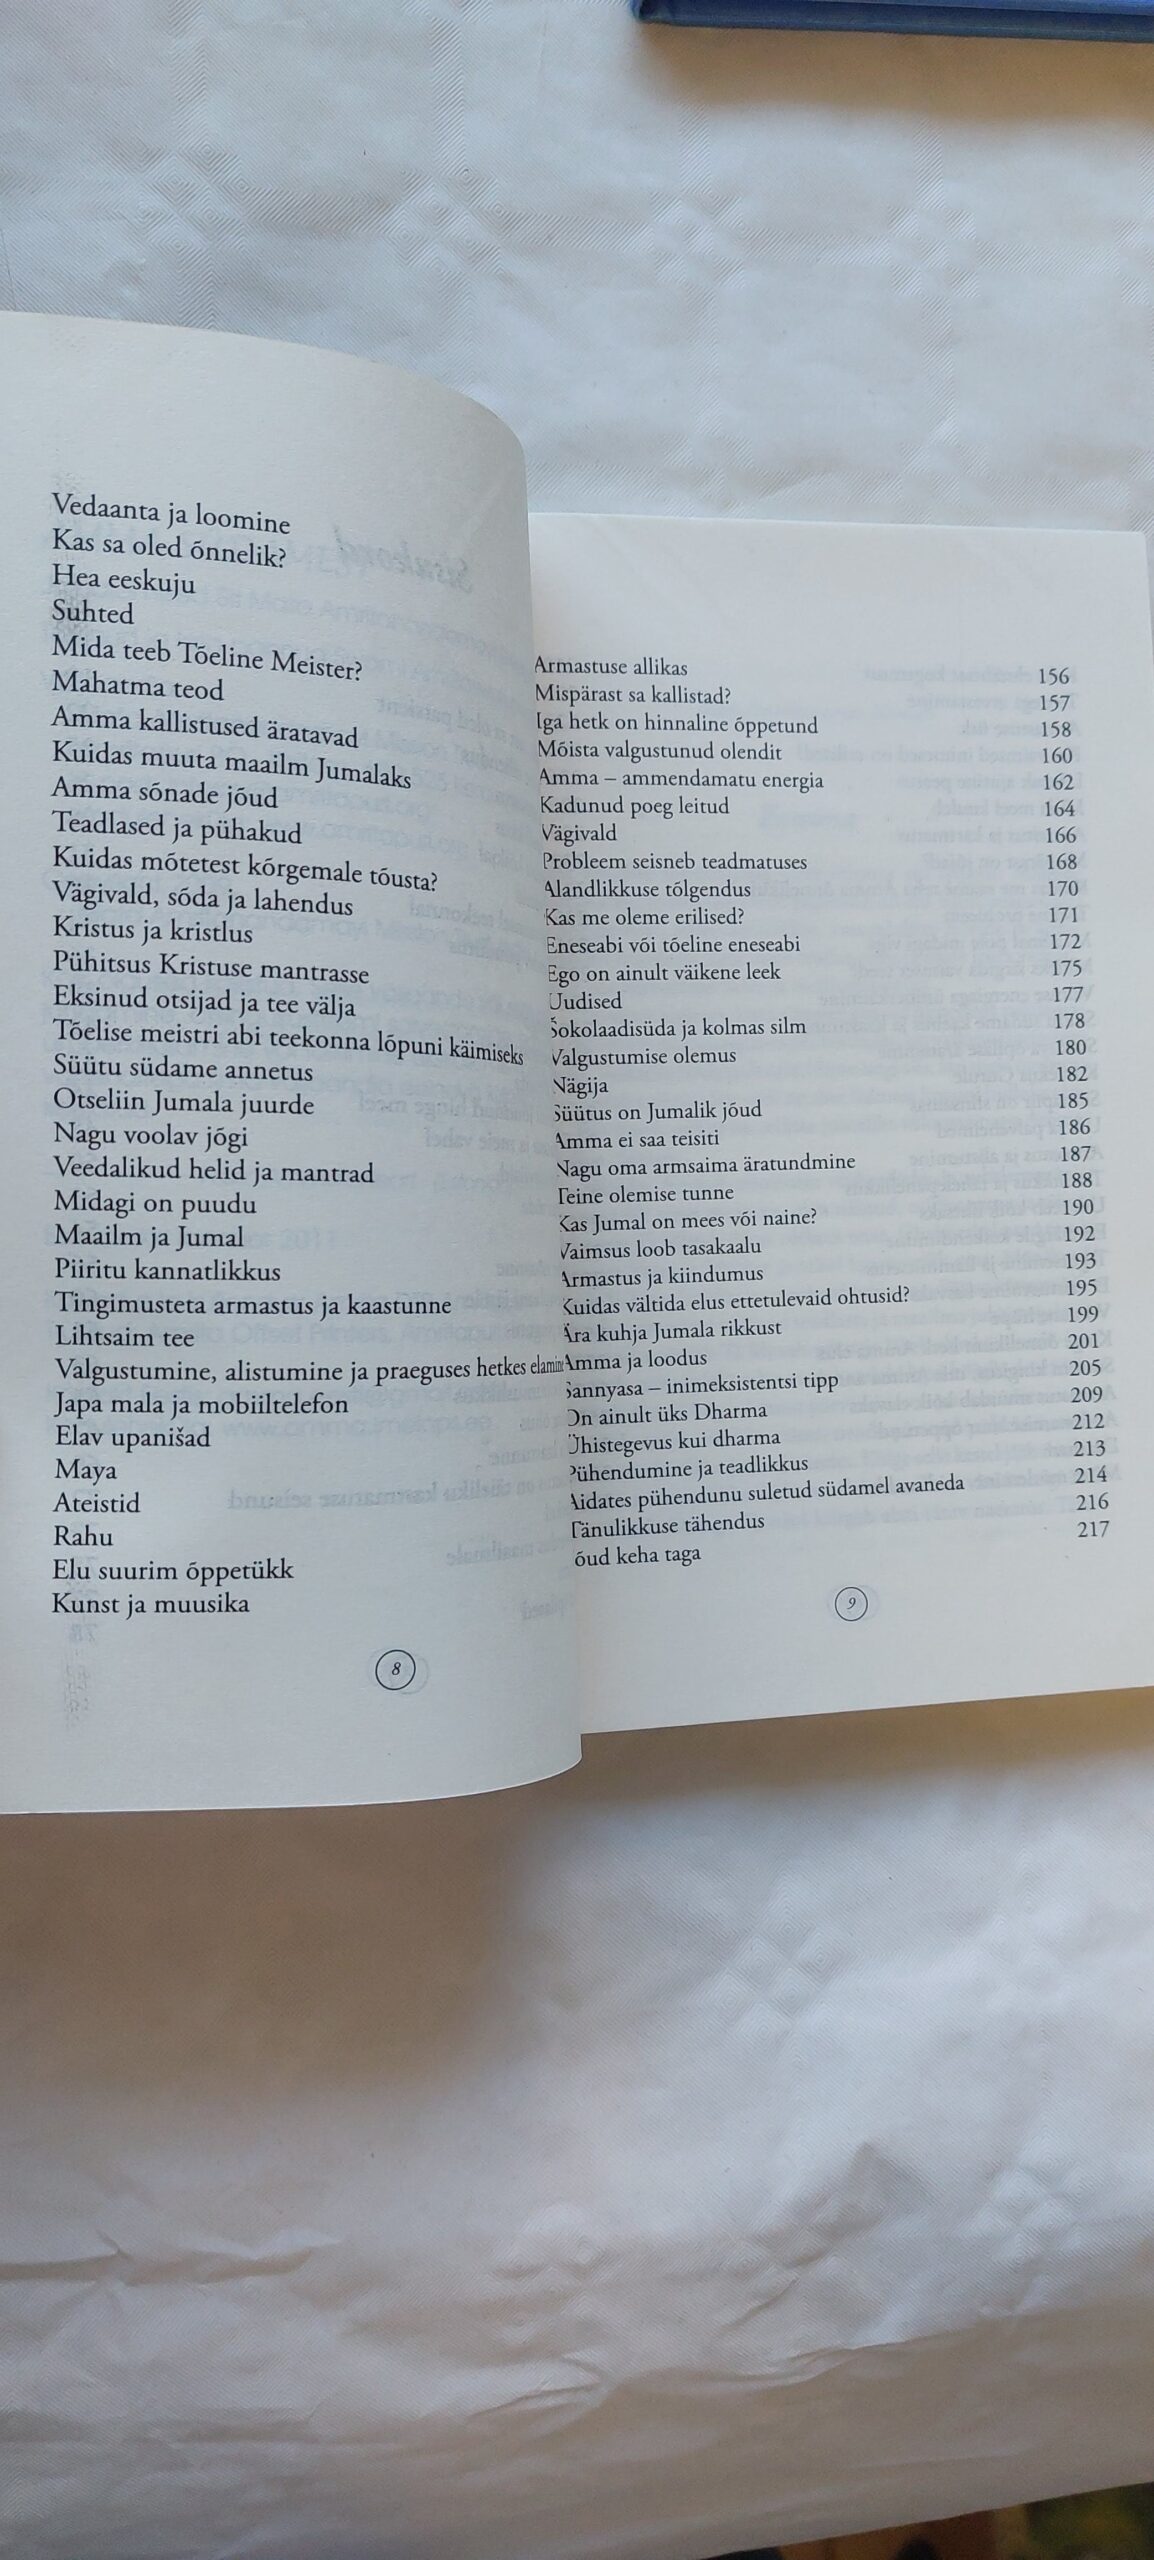 Vedaanta ja loomine
Kas sa oled õnnelik?
Hea eeskuju
Suhted
Mida teeb Tõeline Meister?
Mahatma teod
Amma kallistused äratavad
Kuidas muuta maailm Jumalaks
Amma sõnade jõud
Teadlased ja pühakud
Kuidas mõtetest kõrgemale tõusta?
Vägivald, sõda ja lahendus
Kristus ja kristlus
Pühitsus Kristuse mantrasse
Eksinud otsijad ja tee välja
Tõelise meistri abi teekonna lõpuni käimiseks
Süütu südame annetus
Otseliin Jumala juurde
Nagu voolav jõgi
Veedalikud helid ja mantrad
Midagi on puudu
Maailm ja Jumal
Piiritu kannatlikkus
Tingimusteta armastus ja kaastunne
Lihtsaim tee
Valgustumine, alistumine ja praeguses hetkes elamine
Japa mala ja mobiiltelefon
Elav upanišad
Maya
Ateistid
Rahu
Elu suurim õppetükk
Kunst ja muusika
8
Armastuse allikas 156
Mispärast sa kallistad? 157
Iga hetk on hinnaline õppetund 158
Mõista valgustunud olendit 160
Amma – ammendamatu energia 162
Kadunud poeg leitud 164
Vägivald 166
Probleem seisneb teadmatuses 168
Alandlikkuse tõlgendus 170
Kas me oleme erilised? 171
Eneseabi või tõeline eneseabi 172
Ego on ainult väikene leek 175
Uudised 177
Šokolaadisüda ja kolmas silm 178
Valgustumise olemus 180
Nägija 182
Süütus on Jumalik jõud 185
Amma ei saa teisiti 186
Nagu oma armsaima äratundmine 187
Teine olemise tunne 188
Kas Jumal on mees või naine? 190
Vaimsus loob tasakaalu 192
Armastus ja kiindumus 193
Kuidas vältida elus ettetulevaid ohtusid? 195
Ära kuhja Jumala rikkust 199
Amma ja loodus 201
Sannyasa – inimeksistentsi tipp 205
On ainult üks Dharma 209
Ühistegevus kui dharma 212
Pühendumine ja teadlikkus 213
Aidates pühendunu suletud südamel avaneda 214
Tänulikkuse tähendus 216
õud keha taga 217
9